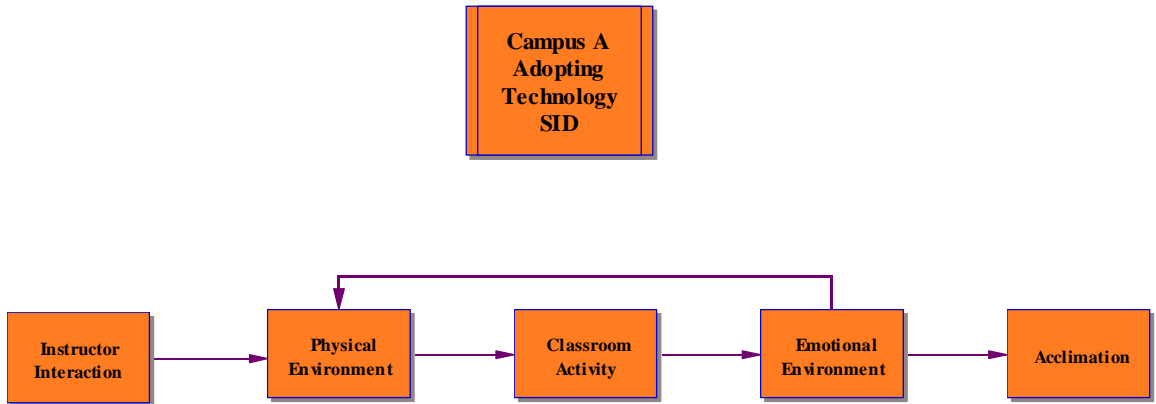 Campus A
Adopting
Technology
SID
Instructor
Interaction
Physical
Environment
Classroom
Activity
Emotional
Environment
Acclimation